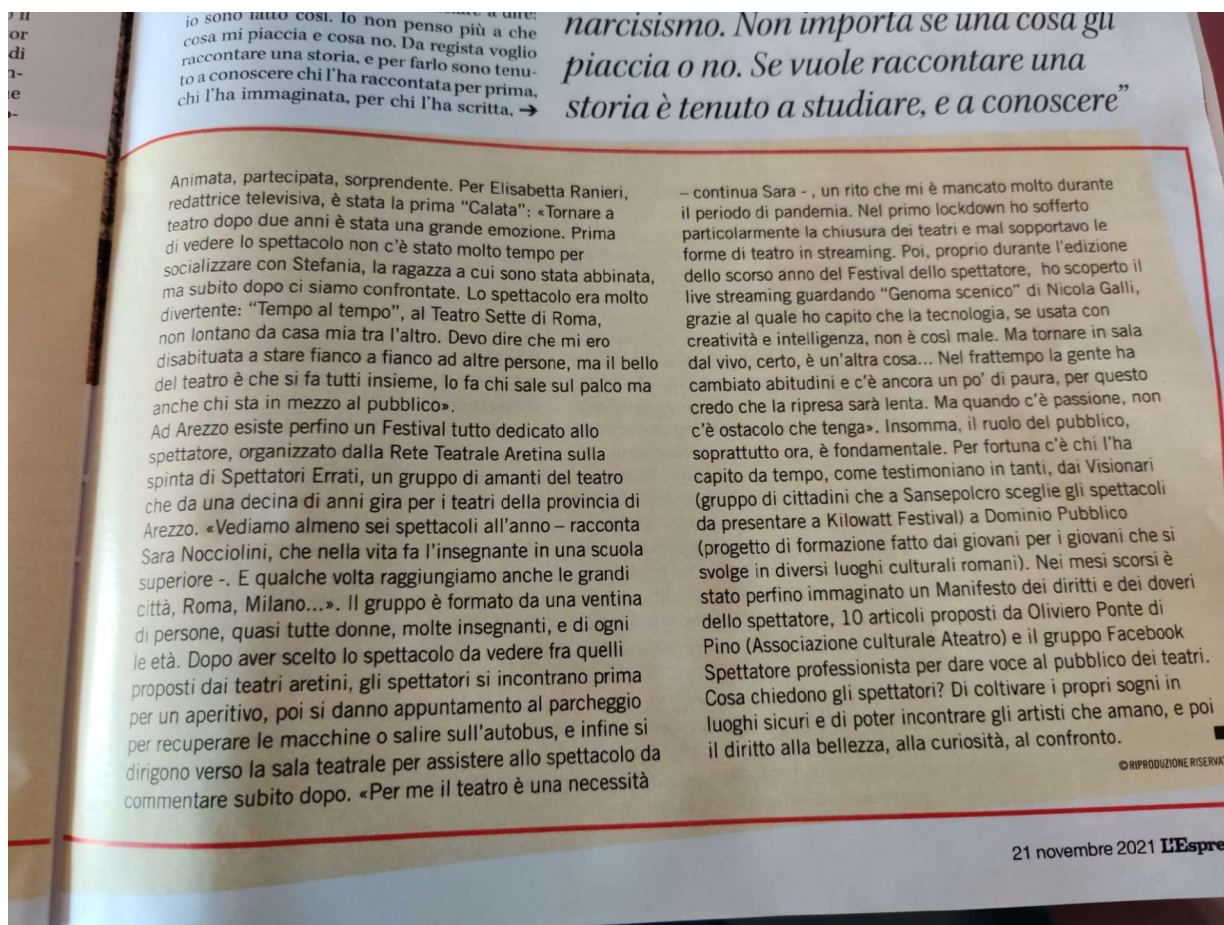 io sono fatto così. Io non penso più a che
cosa mi piaccia e cosa no. Da regista voglio
raccontare una storia, e per farlo sono tenu-
to a conoscere chi l'ha raccontata per prima,
chi l'ha immaginata, per chi l'ha scritta, →
narcisismo. Non importa se una cosa gli
piaccia o no. Se vuole raccontare una
storia è tenuto a studiare, e a conoscere”
Animata, partecipata, sorprendente. Per Elisabetta Ranieri,
redattrice televisiva, è stata la prima “Calata”: «Tornare a
teatro dopo due anni è stata una grande emozione. Prima
di vedere lo spettacolo non c'è stato molto tempo per
socializzare con Stefania, la ragazza a cui sono stata abbinata,
ma subito dopo ci siamo confrontate. Lo spettacolo era molto
divertente: “Tempo al tempo”, al Teatro Sette di Roma,
non lontano da casa mia tra l'altro. Devo dire che mi ero
disabituata a stare fianco a fianco ad altre persone, ma il bello
del teatro è che si fa tutti insieme, lo fa chi sale sul palco ma
anche chi sta in mezzo al pubblico».
Ad Arezzo esiste perfino un Festival tutto dedicato allo
spettatore, organizzato dalla Rete Teatrale Aretina sulla
spinta di Spettatori Errati, un gruppo di amanti del teatro
che da una decina di anni gira per i teatri della provincia di
Arezzo. «Vediamo almeno sei spettacoli all'anno – racconta
Sara Nocciolini, che nella vita fa l'insegnante in una scuola
superiore -. E qualche volta raggiungiamo anche le grandi
città, Roma, Milano...». Il gruppo è formato da una ventina
di persone, quasi tutte donne, molte insegnanti, e di ogni
le età. Dopo aver scelto lo spettacolo da vedere fra quelli
proposti dai teatri aretini, gli spettatori si incontrano prima
per un aperitivo, poi si danno appuntamento al parcheggio
per recuperare le macchine o salire sull'autobus, e infine si
dirigono verso la sala teatrale per assistere allo spettacolo da
commentare subito dopo. «Per me il teatro è una necessità
– continua Sara - , un rito che mi è mancato molto durante
il periodo di pandemia. Nel primo lockdown ho sofferto
particolarmente la chiusura dei teatri e mal sopportavo le
forme di teatro in streaming. Poi, proprio durante l'edizione
dello scorso anno del Festival dello spettatore, ho scoperto il
live streaming guardando “Genoma scenico” di Nicola Galli,
grazie al quale ho capito che la tecnologia, se usata con
creatività e intelligenza, non è così male. Ma tornare in sala
dal vivo, certo, è un'altra cosa... Nel frattempo la gente ha
cambiato abitudini e c'è ancora un po' di paura, per questo
credo che la ripresa sarà lenta. Ma quando c'è passione, non
c'è ostacolo che tenga». Insomma, il ruolo del pubblico,
soprattutto ora, è fondamentale. Per fortuna c'è chi l'ha
capito da tempo, come testimoniano in tanti, dai Visionari
(gruppo di cittadini che a Sansepolcro sceglie gli spettacoli
da presentare a Kilowatt Festival) a Dominio Pubblico
(progetto di formazione fatto dai giovani per i giovani che si
svolge in diversi luoghi culturali romani). Nei mesi scorsi è
stato perfino immaginato un Manifesto dei diritti e dei doveri
dello spettatore, 10 articoli proposti da Oliviero Ponte di
Pino (Associazione culturale Ateatro) e il gruppo Facebook
Spettatore professionista per dare voce al pubblico dei teatri.
Cosa chiedono gli spettatori? Di coltivare i propri sogni in
luoghi sicuri e di poter incontrare gli artisti che amano, e poi
il diritto alla bellezza, alla curiosità, al confronto.
©RIPRODUZIONE RISERVAT
21 novembre 2021 L'Espre